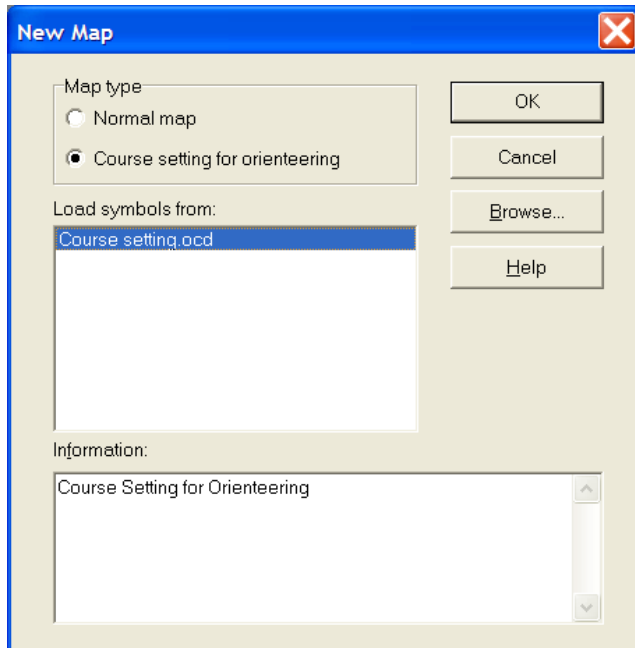 New Map
Map type
Normal map
Course setting for orienteering
OK
Cancel
Browse...
Help
Load symbols from:
Course setting.ocd
Information:
Course Setting for Orienteering